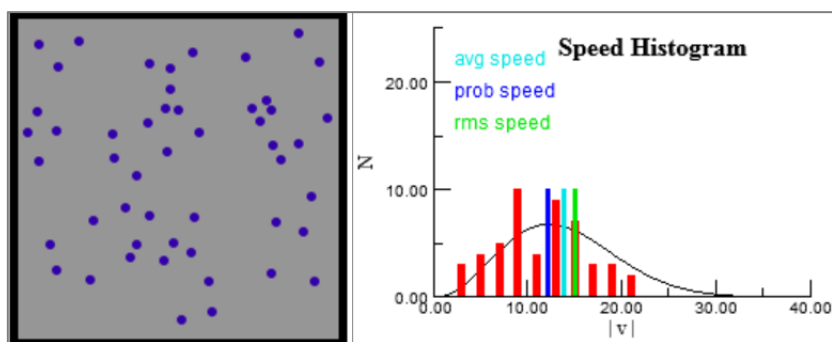 Speed Histogram
avg speed
prob speed
rms speed
20.00
N
10.00
0.00
0.00 10.00 20.00 30.00 40.00
|v|